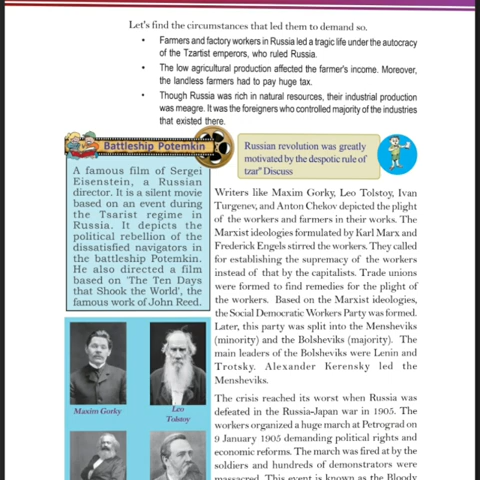 Let's find the circumstances that led them to demand so.
• Farmers and factory workers in Russia led a tragic life under the autocracy
of the Tzartist emperors, who ruled Russia.
• The low agricultural production affected the farmer's income. Moreover,
the landless farmers had to pay huge tax.
• Though Russia was rich in natural resources, their industrial production
was meagre. It was the foreigners who controlled majority of the industries
that existed there.
Battleship Potemkin
A famous film of Sergei
Eisenstein, a Russian
director. It is a silent movie
based on an event during
the Tsarist regime in
Russia. It depicts the
political rebellion of the
dissatisfied navigators in
the battleship Potemkin.
He also directed a film
based on 'The Ten Days
that Shook the World', the
famous work of John Reed.
Maxim Gorky
Leo
Tolstoy
Russian revolution was greatly
motivated by the despotic rule of
tzar" Discuss
Writers like Maxim Gorky, Leo Tolstoy, Ivan
Turgenev, and Anton Chekov depicted the plight
of the workers and farmers in their works. The
Marxist ideologies formulated by Karl Marx and
Frederick Engels stirred the workers. They called
for establishing the supremacy of the workers
instead of that by the capitalists. Trade unions
were formed to find remedies for the plight of
the workers. Based on the Marxist ideologies,
the Social Democratic Workers Party was formed.
Later, this party was split into the Mensheviks
(minority) and the Bolsheviks (majority). The
main leaders of the Bolsheviks were Lenin and
Trotsky. Alexander Kerensky led the
Mensheviks.
The crisis reached its worst when Russia was
defeated in the Russia-Japan war in 1905. The
workers organized a huge march at Petrograd on
9 January 1905 demanding political rights and
economic reforms. The march was fired at by the
soldiers and hundreds of demonstrators were
massacred. This event is known as the Bloody